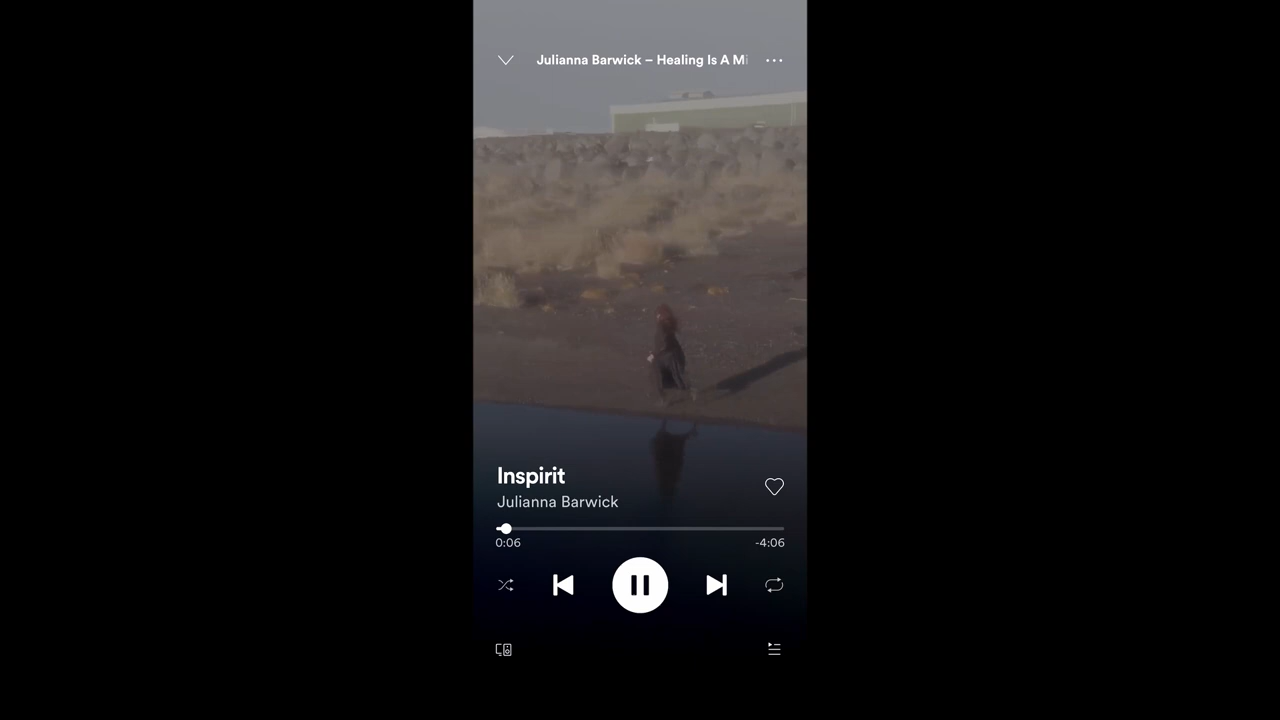 Julianna Barwick – Healing Is A Mi
Inspirit
Julianna Barwick
0:06
-4:06